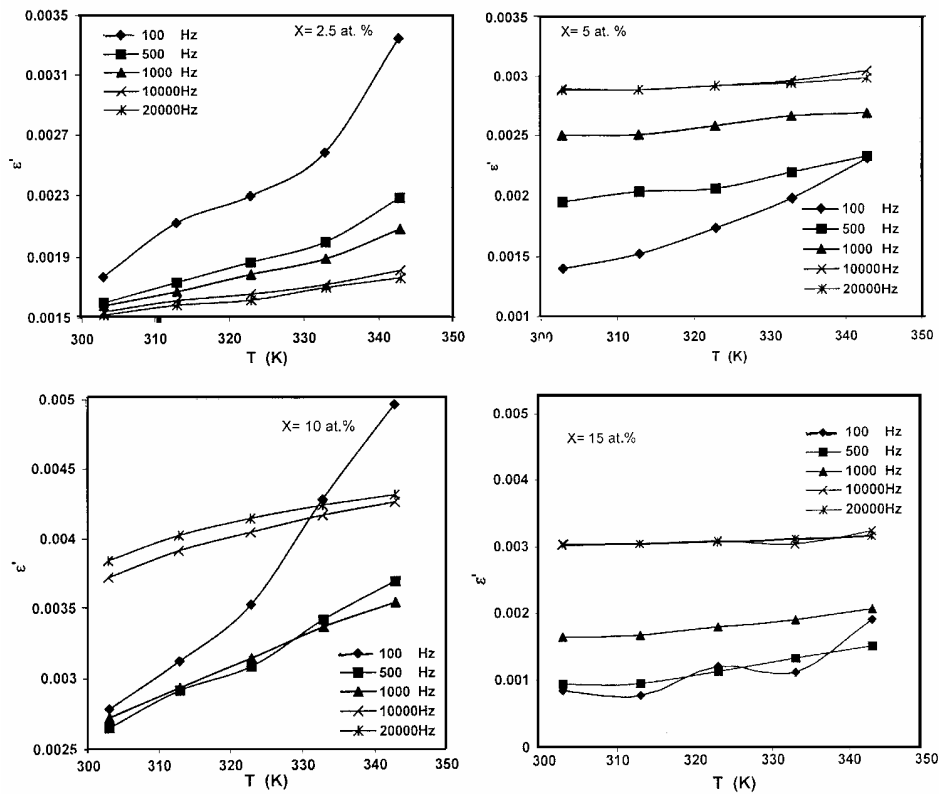 0.0035
0.0031
0.0027
0.0023
0.0019
0.0015
ε'
100 Hz
500 Hz
1000 Hz
10000Hz
20000Hz
X= 2.5 at. %
300 310 320 330 340 350
T (K)
0.0035
0.003
0.0025
0.002
0.0015
0.001
ε'
X= 5 at. %
100 Hz
500 Hz
1000 Hz
10000Hz
20000Hz
300 310 320 330 340 350
T (K)
0.005
0.0045
0.004
0.0035
0.003
0.0025
ε'
X= 10 at.%
100 Hz
500 Hz
1000 Hz
10000Hz
20000Hz
300 310 320 330 340 350
T (K)
0.005
0.004
0.003
0.002
0.001
0
ε'
X= 15 at.%
100 Hz
500 Hz
1000 Hz
10000Hz
20000Hz
300 310 320 330 340 350
T (K)